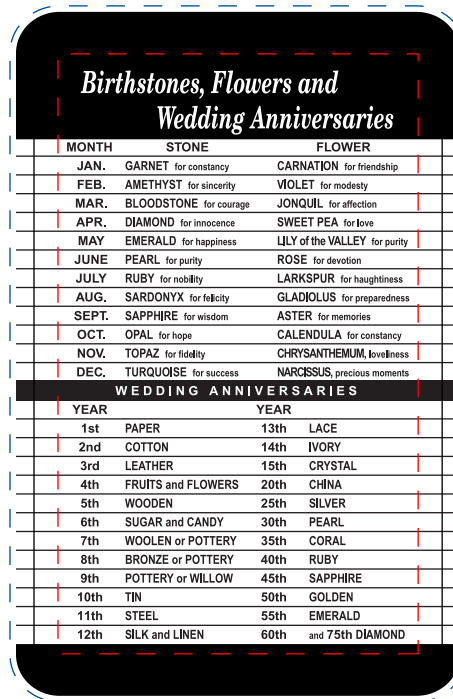 Birthstones, Flowers and
Wedding Anniversaries
MONTH STONE FLOWER
JAN. GARNET for constancy CARNATION for friendship
FEB. AMETHYST for sincerity VIOLET for modesty
MAR. BLOODSTONE for courage JONQUIL for affection
APR. DIAMOND for innocence SWEET PEA for love
MAY EMERALD for happiness LILY of the VALLEY for purity
JUNE PEARL for purity ROSE for devotion
JULY RUBY for nobility LARKSPUR for haughtiness
AUG. SARDONYX for felicity GLADIOLUS for preparedness
SEPT. SAPPHIRE for wisdom ASTER for memories
OCT. OPAL for hope CALENDULA for constancy
NOV. TOPAZ for fidelity CHRYSANTHEMUM, loveliness
DEC. TURQUOISE for success NARCISSUS, precious moments
WEDDING ANNIVERSARIES
YEAR YEAR
1st PAPER 13th LACE
2nd COTTON 14th IVORY
3rd LEATHER 15th CRYSTAL
4th FRUITS and FLOWERS 20th CHINA
5th WOODEN 25th SILVER
6th SUGAR and CANDY 30th PEARL
7th WOOLEN or POTTERY 35th CORAL
8th BRONZE or POTTERY 40th RUBY
9th POTTERY or WILLOW 45th SAPPHIRE
10th TIN 50th GOLDEN
11th STEEL 55th EMERALD
12th SILK and LINEN 60th and 75th DIAMOND